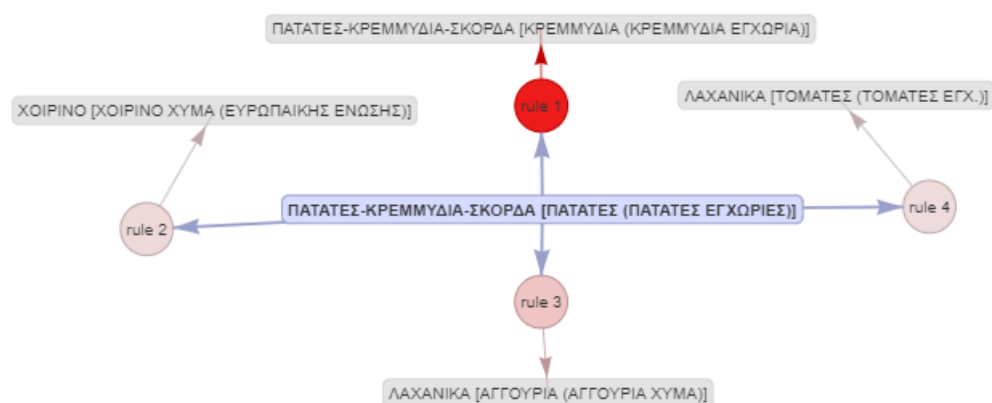 ΠΑΤΑΤΕΣ-ΚΡΕΜΜΥΔΙΑ-ΣΚΟΡΔΑ [ΚΡΕΜΜΥΔΙΑ (ΚΡΕΜΜΥΔΙΑ ΕΓΧΩΡΙΑ)]
ΧΟΙΡΙΝΟ [ΧΟΙΡΙΝΟ ΧΥΜΑ (ΕΥΡΩΠΑΙΚΗΣ ΕΝΩΣΗΣ)]
rule 1
ΛΑΧΑΝΙΚΑ [ΤΟΜΑΤΕΣ (ΤΟΜΑΤΕΣ ΕΓΧ.)]
rule 2
ΠΑΤΑΤΕΣ-ΚΡΕΜΜΥΔΙΑ-ΣΚΟΡΔΑ [ΠΑΤΑΤΕΣ (ΠΑΤΑΤΕΣ ΕΓΧΩΡΙΕΣ)]
rule 4
rule 3
ΛΑΧΑΝΙΚΑ [ΑΓΓΟΥΡΙΑ (ΑΓΓΟΥΡΙΑ ΧΥΜΑ)]